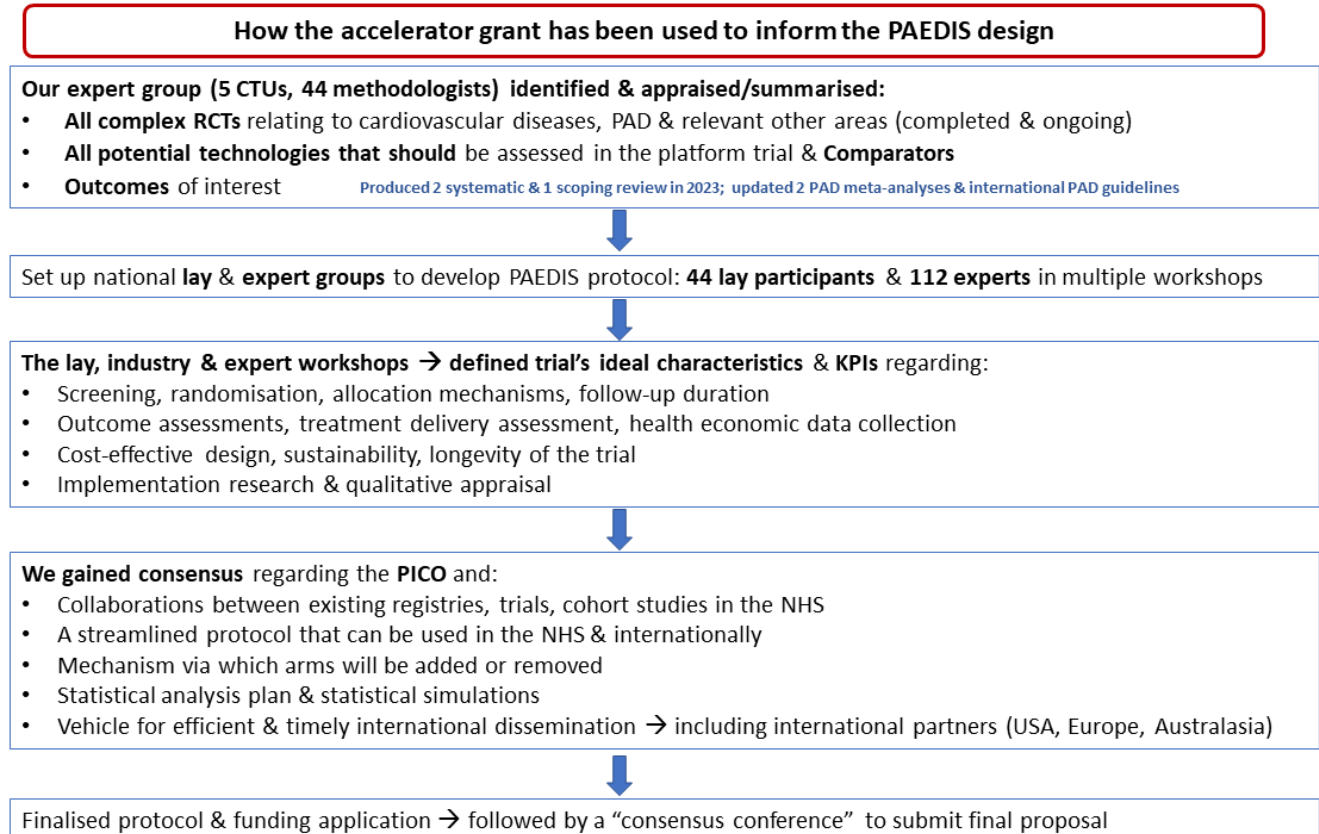 How the accelerator grant has been used to inform the PAEDIS design
Our expert group (5 CTUs, 44 methodologists) identified & appraised/summarised:
• All complex RCTs relating to cardiovascular diseases, PAD & relevant other areas (completed & ongoing)
• All potential technologies that should be assessed in the platform trial & Comparators
• Outcomes of interest Produced 2 systematic & 1 scoping review in 2023; updated 2 PAD meta-analyses & international PAD guidelines
Set up national lay & expert groups to develop PAEDIS protocol: 44 lay participants & 112 experts in multiple workshops
The lay, industry & expert workshops → defined trial's ideal characteristics & KPIs regarding:
• Screening, randomisation, allocation mechanisms, follow-up duration
• Outcome assessments, treatment delivery assessment, health economic data collection
• Cost-effective design, sustainability, longevity of the trial
• Implementation research & qualitative appraisal
We gained consensus regarding the PICO and:
• Collaborations between existing registries, trials, cohort studies in the NHS
• A streamlined protocol that can be used in the NHS & internationally
• Mechanism via which arms will be added or removed
• Statistical analysis plan & statistical simulations
• Vehicle for efficient & timely international dissemination → including international partners (USA, Europe, Australasia)
Finalised protocol & funding application → followed by a "consensus conference" to submit final proposal